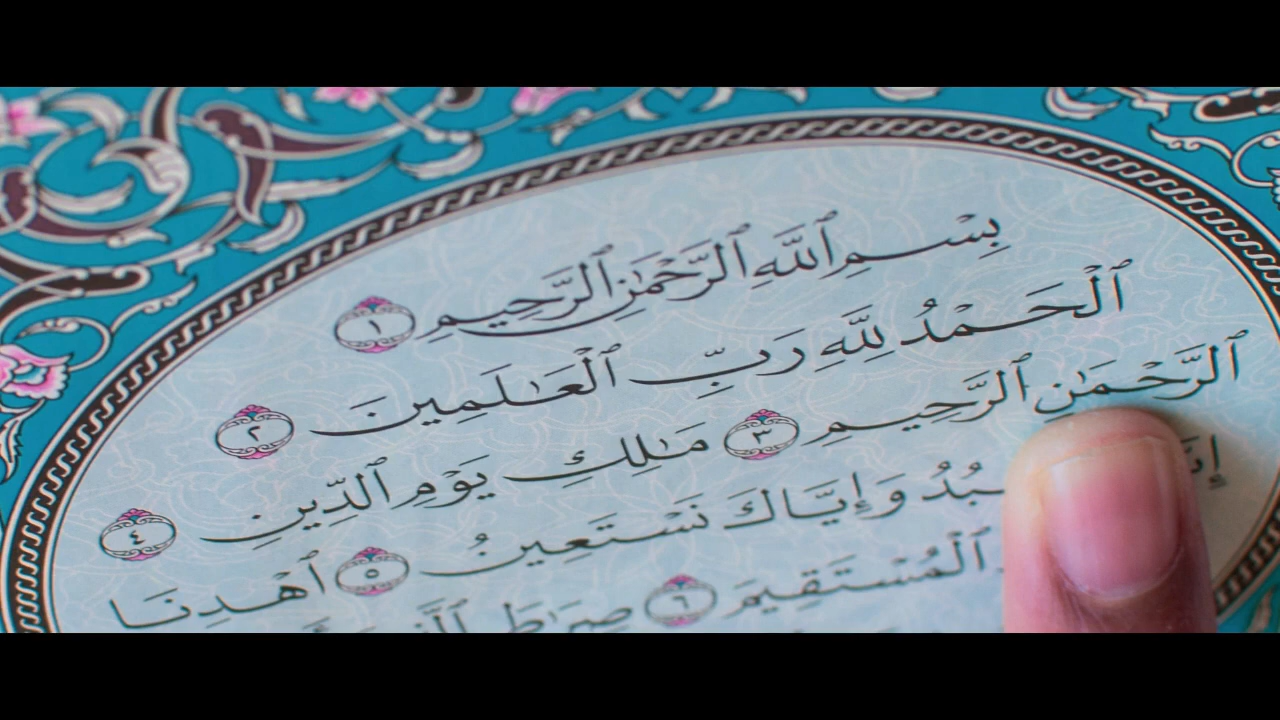 بِسْمِ ٱللَّهِ ٱلرَّحْمَٰنِ ٱلرَّحِيمِ ١
ٱلْحَمْدُ لِلَّهِ رَبِّ ٱلْعَٰلَمِينَ ٢
ٱلرَّحْمَٰنِ ٱلرَّحِيمِ ٣ مَٰلِكِ يَوْمِ ٱلدِّينِ ٤
وَإِيَّاكَ نَسْتَعِينُ ٥ ٱهْدِنَا
ٱلْمُسْتَقِيمَ ٦ صِرَٰطَ